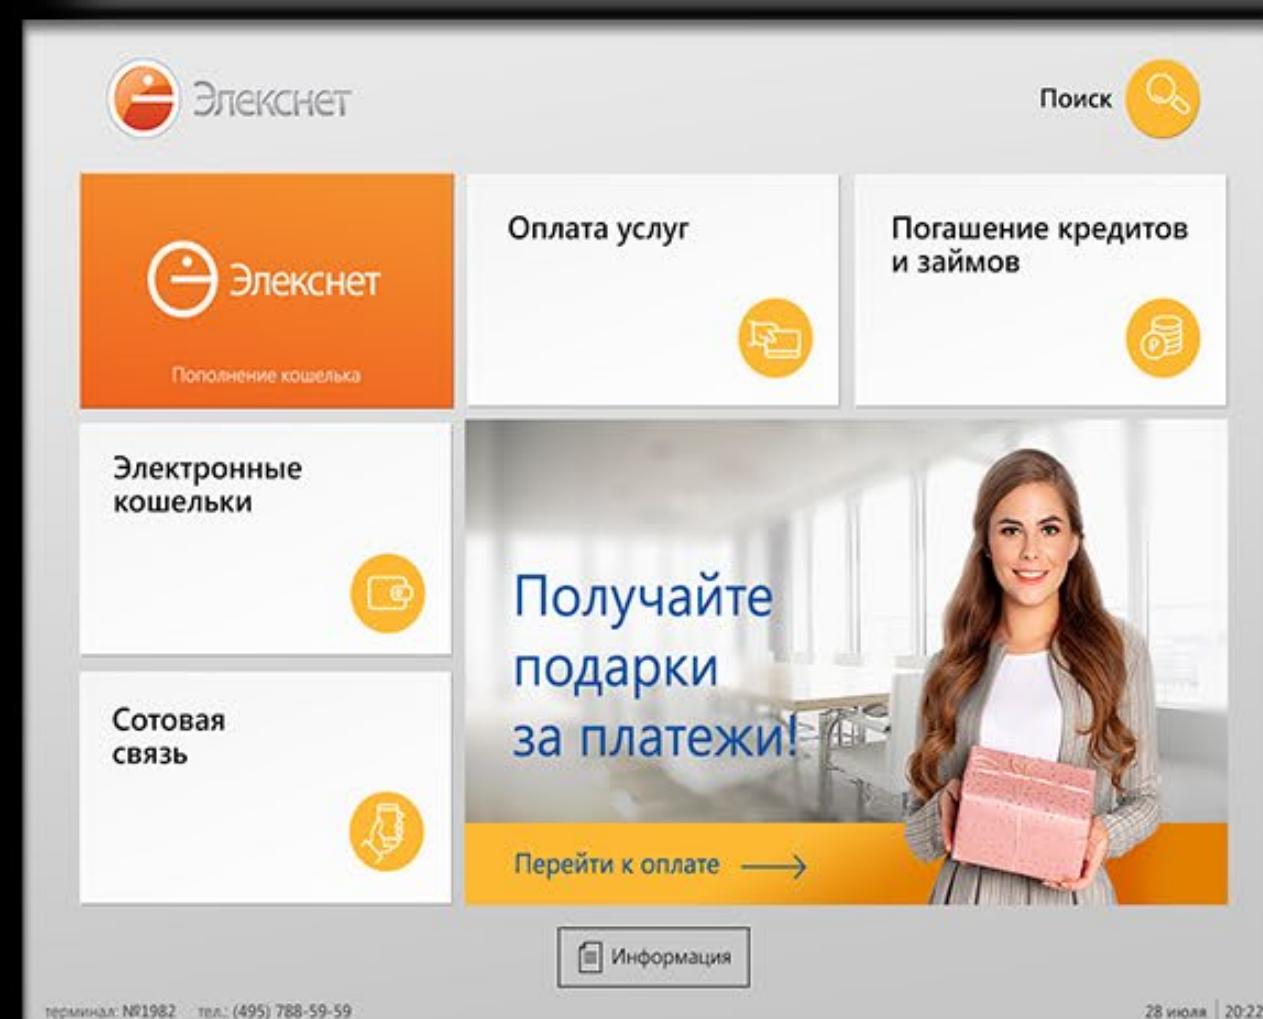 Элекснет
Поиск
Элекснет
Пополнение кошелька
Оплата услуг
Погашение кредитов
и займов
Электронные
кошельки
Получайте
подарки
за платежи!
Перейти к оплате
Сотовая
связь
Информация
терминал: №1982 тел.: (495) 788-59-59
28 июля 20:22